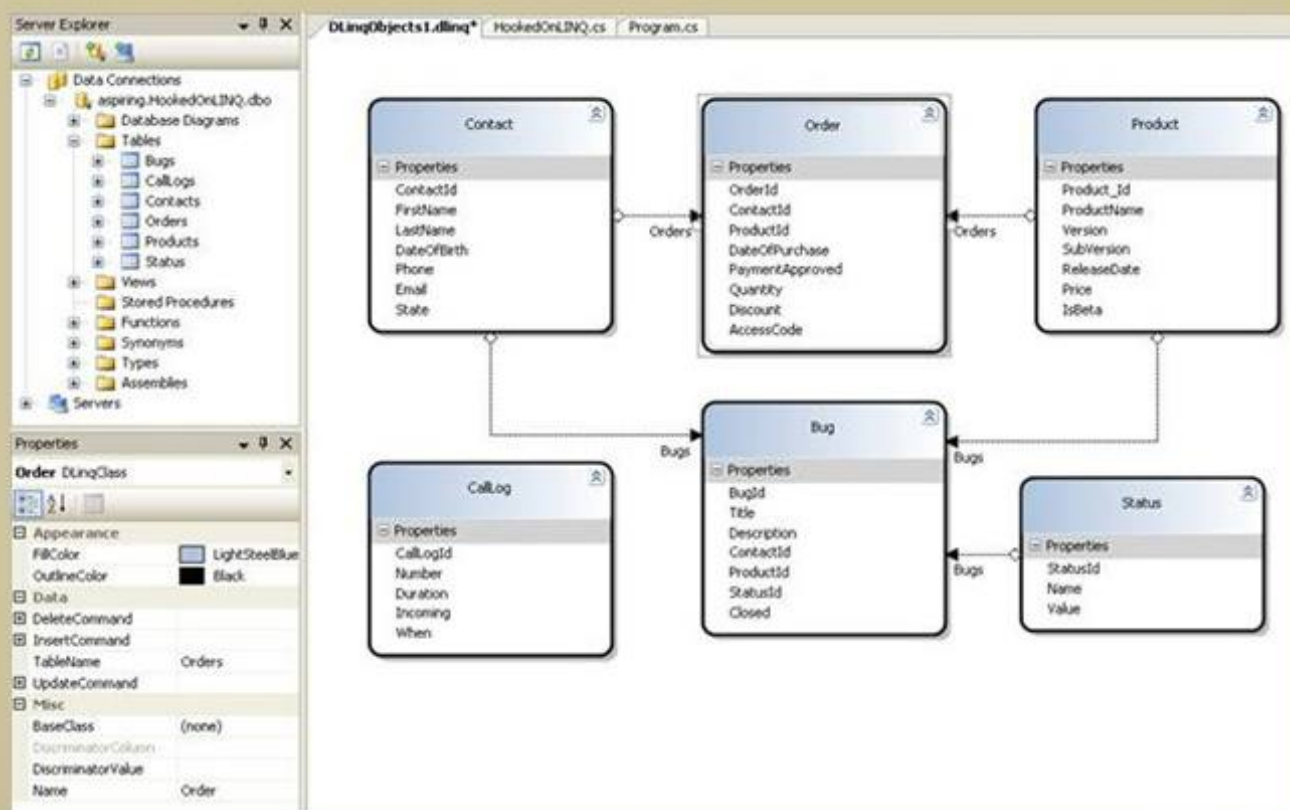 Server Explorer
Data Connections
aspiring.HookedOnLINQ.dbo
Database Diagrams
Tables
Bugs
CallLogs
Contacts
Orders
Products
Status
Views
Stored Procedures
Functions
Synonyms
Types
Assemblies
Servers
Properties
Order DLinqClass
Appearance
FillColor LightSteelBlue
OutlineColor Black
Data
DeleteCommand
InsertCommand
TableName Orders
UpdateCommand
Misc
BaseClass (none)
DiscriminatorColumn
DiscriminatorValue
Name Order
DLinqObjects1.dlinq* HookedOnLINQ.cs Program.cs
Contact
Properties
ContactId
FirstName
LastName
DateOfBirth
Phone
Email
State
Orders
Order
Properties
OrderId
ContactId
ProductId
DateOfPurchase
PaymentApproved
Quantity
Discount
AccessCode
Orders
Product
Properties
Product_Id
ProductName
Version
SubVersion
ReleaseDate
Price
IsBeta
CallLog
Properties
CallLogId
Number
Duration
Incoming
When
Bugs
Bug
Properties
BugId
Title
Description
ContactId
ProductId
StatusId
Closed
Bugs
Bugs
Status
Properties
StatusId
Name
Value